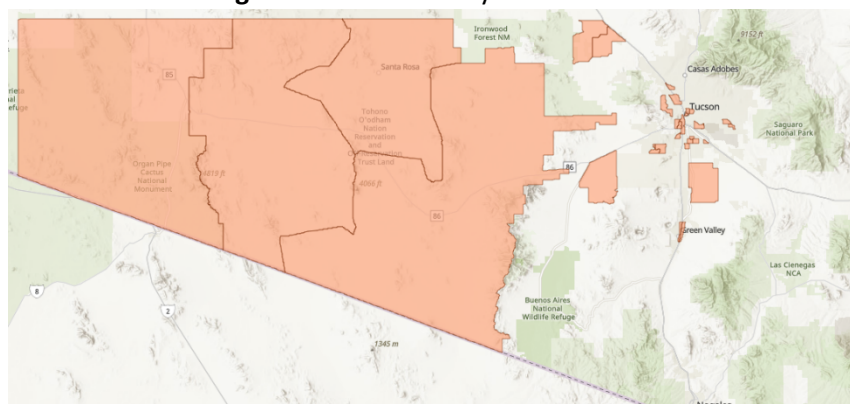 Ironwood
Forest NM
9157 ft
Casas Adobes
85
Santa Rosa
Tucson
Tohono
O'odham
Nation
Reservation
and
Trust Land
Saguaro
National Park
Organ Pipe
Cactus
National
Monument
86
4066 ft
86
Green Valley
Las Cienegas
NCA
8
2
Buenos Aires
National
Wildlife Refuge
1345 m